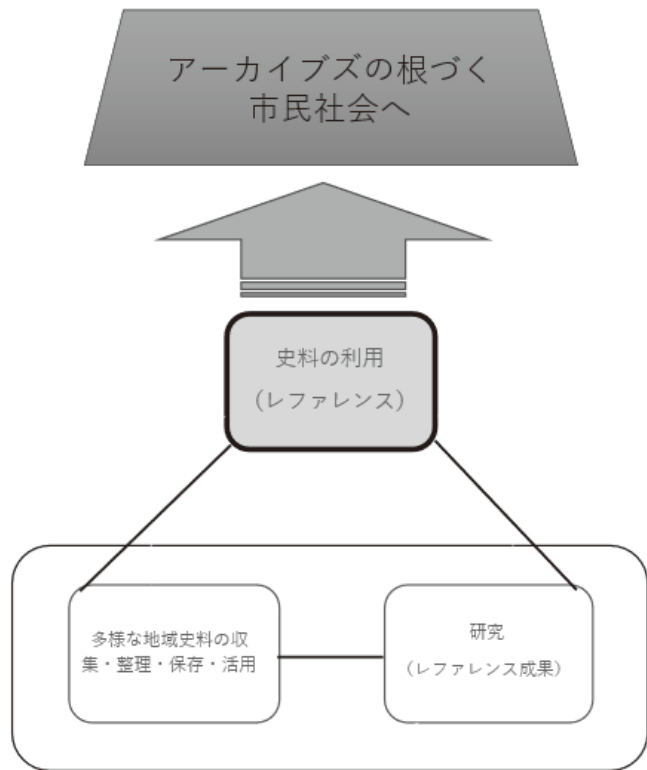 アーカイブズの根づく
市民社会へ
史料の利用
（レファレンス）
多様な地域史料の収
集・整理・保存・活用
研究
（レファレンス成果）